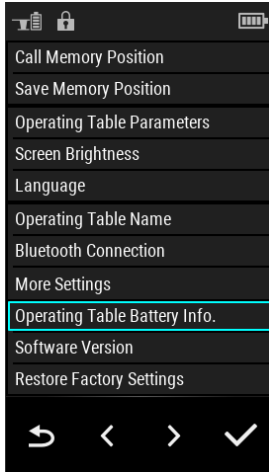 Call Memory Position
Save Memory Position
Operating Table Parameters
Screen Brightness
Language
Operating Table Name
Bluetooth Connection
More Settings
Operating Table Battery Info.
Software Version
Restore Factory Settings